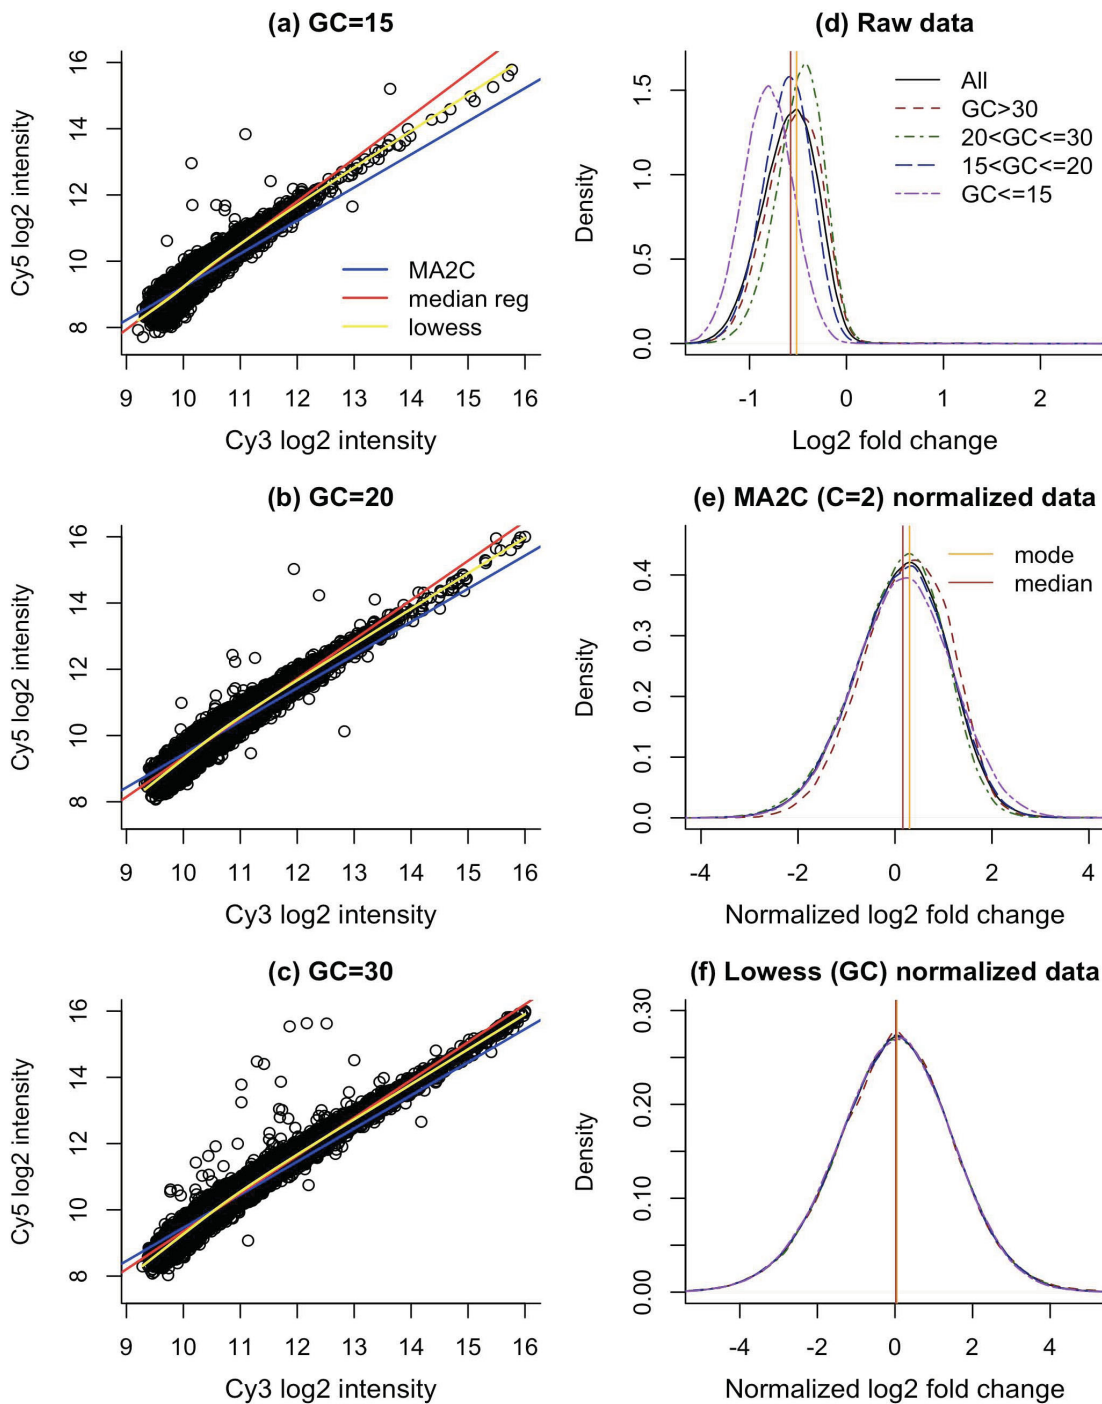 (a) GC=15
Cy5 log2 intensity
16
14
12
10
8
MA2C
median reg
lowess
9 10 11 12 13 14 15 16
Cy3 log2 intensity
(d) Raw data
Density
1.5
1.0
0.5
0.0
All
GC>30
20<GC<=30
15<GC<=20
GC<=15
-1 0 1 2
Log2 fold change
(b) GC=20
Cy5 log2 intensity
16
14
12
10
8
9 10 11 12 13 14 15 16
Cy3 log2 intensity
(e) MA2C (C=2) normalized data
Density
0.4
0.3
0.2
0.1
0.0
mode
median
-4 -2 0 2 4
Normalized log2 fold change
(c) GC=30
Cy5 log2 intensity
16
14
12
10
8
9 10 11 12 13 14 15 16
Cy3 log2 intensity
(f) Lowess (GC) normalized data
Density
0.30
0.20
0.10
0.00
-4 -2 0 2 4
Normalized log2 fold change